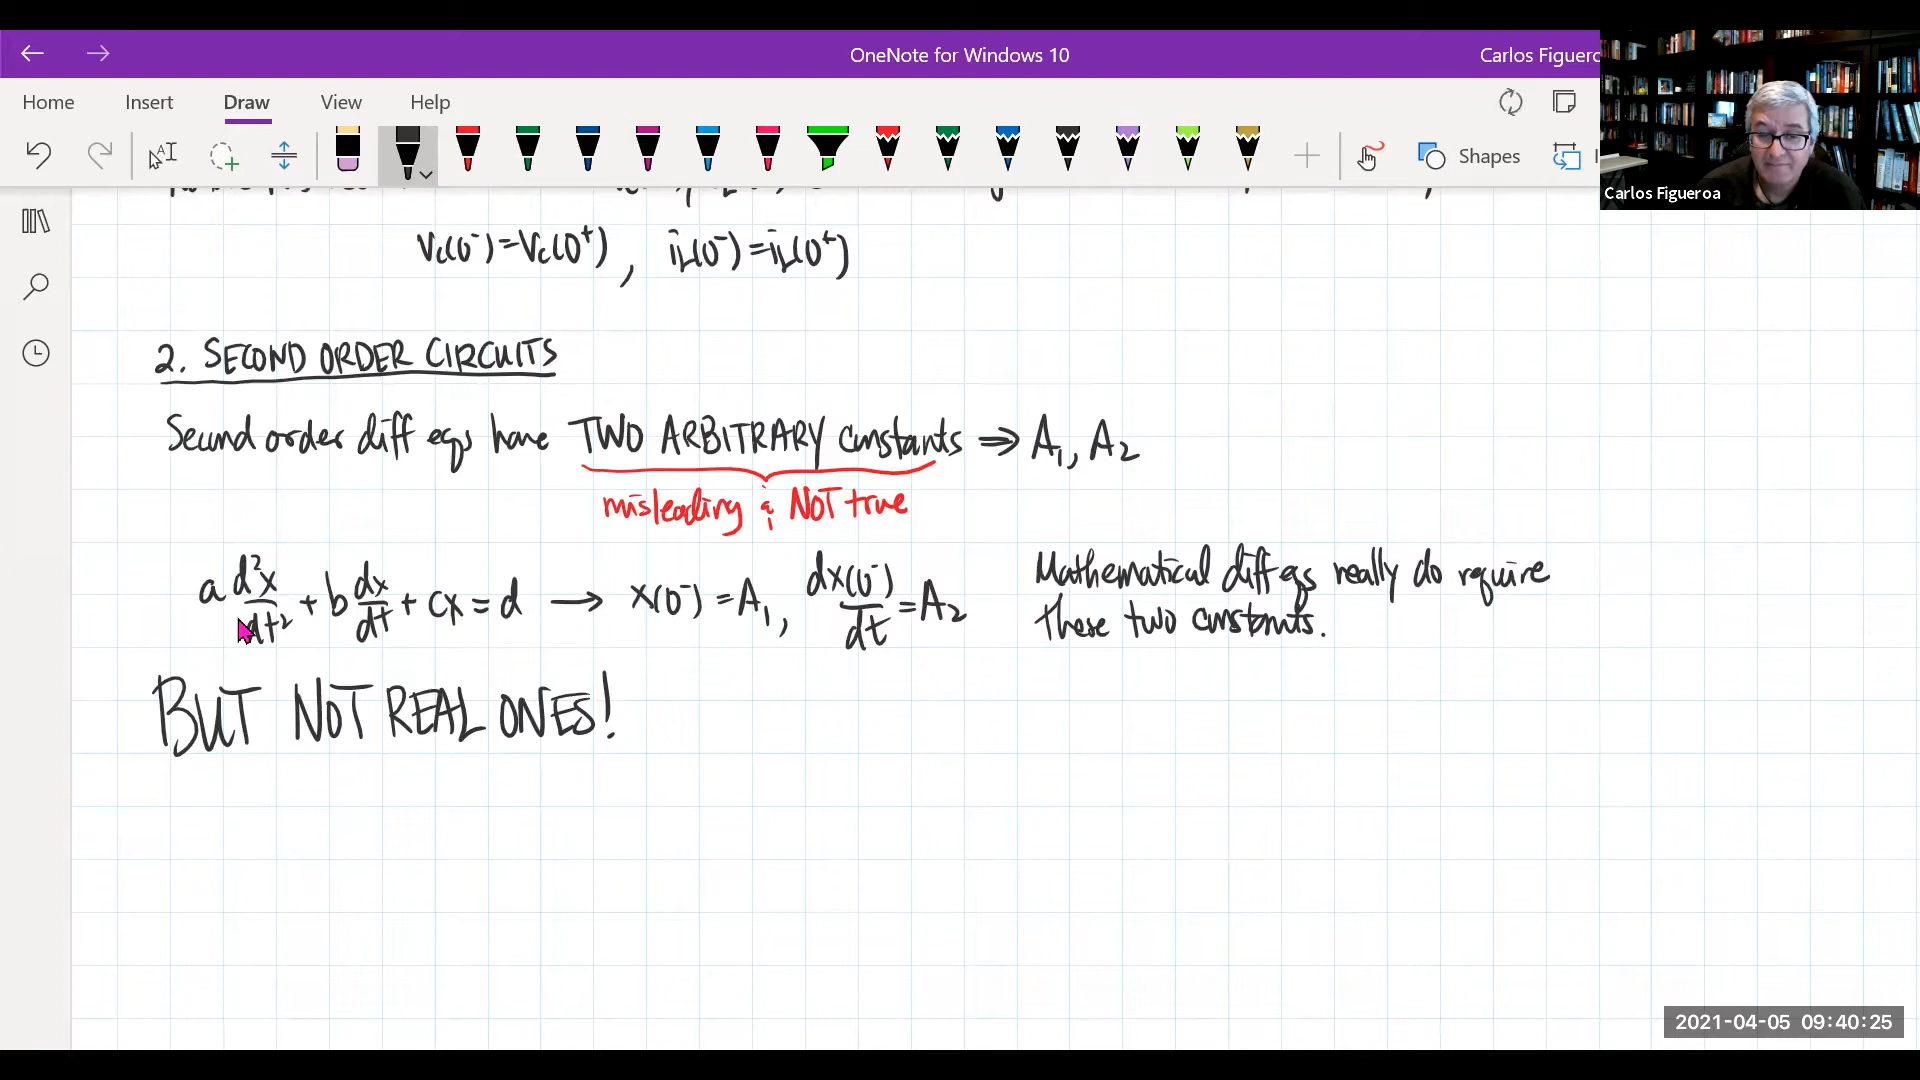 OneNote for Windows 10
Carlos Figuero
Home Insert Draw View Help
Shapes
Carlos Figueroa
Vc(0⁻)=Vc(0⁺), iL(0⁻)=iL(0⁺)
2. SECOND ORDER CIRCUITS
Second order diff eqs have TWO ARBITRARY constants ⇒ A₁, A₂
misleading & NOT true
a d²x/dt² + b dx/dt + cx = d → x(0⁻) = A₁, dx(0⁻)/dt = A₂
Mathematical diff eqs really do require
these two constants.
BUT NOT REAL ONES!
2021-04-05 09:40:25